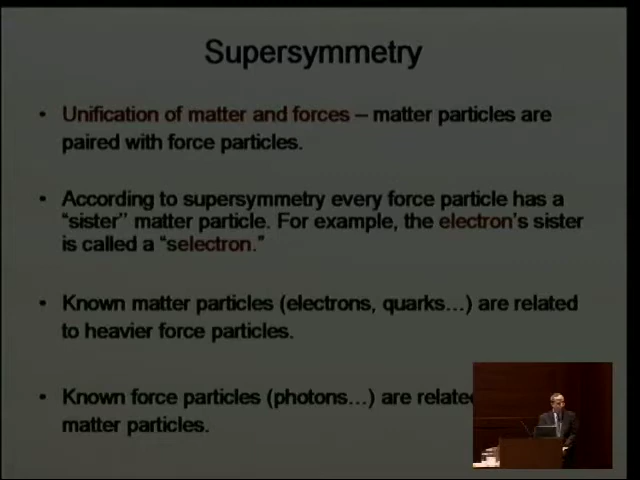 Supersymmetry
• Unification of matter and forces – matter particles are
paired with force particles.
• According to supersymmetry every force particle has a
“sister” matter particle. For example, the electron’s sister
is called a “selectron.”
• Known matter particles (electrons, quarks…) are related
to heavier force particles.
• Known force particles (photons…) are relate
matter particles.